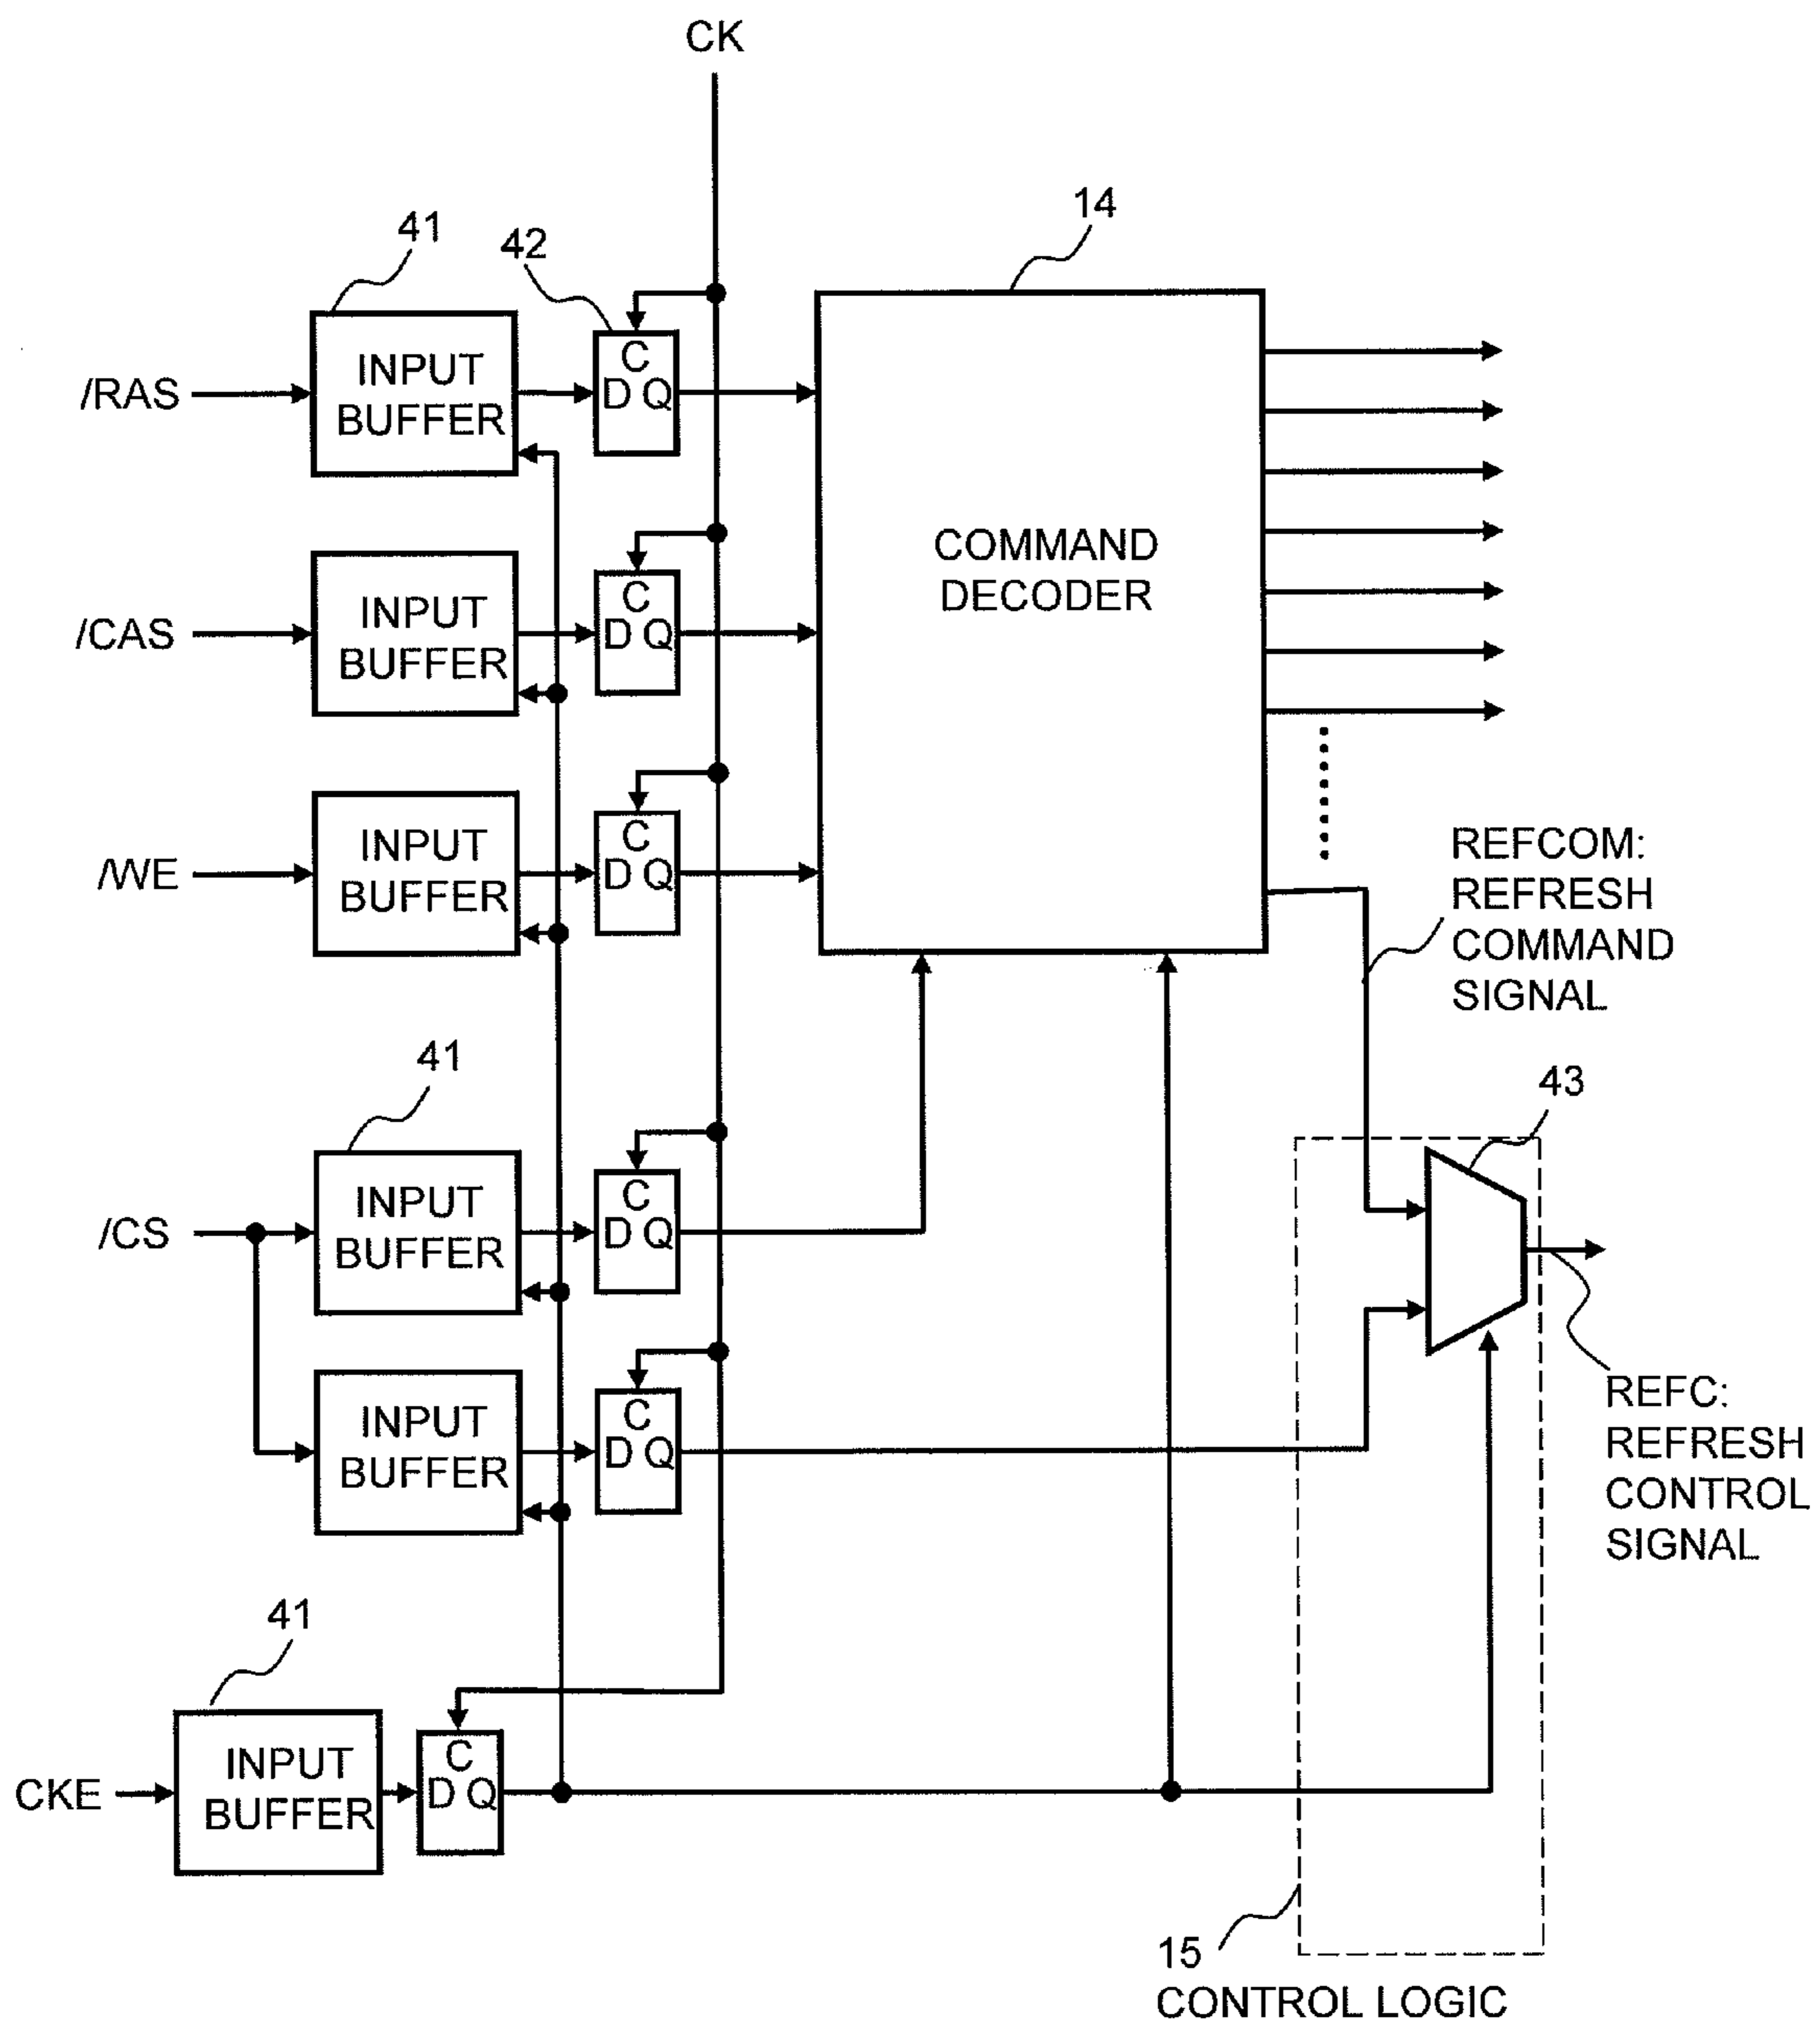 CK
14
41
42
C
D Q
INPUT
BUFFER
/RAS
COMMAND
DECODER
C
D Q
INPUT
BUFFER
/CAS
C
D Q
INPUT
BUFFER
/WE
REFCOM:
REFRESH
COMMAND
SIGNAL
41
43
C
D Q
INPUT
BUFFER
/CS
C
D Q
INPUT
BUFFER
REFC:
REFRESH
CONTROL
SIGNAL
41
C
D Q
INPUT
BUFFER
CKE
15
CONTROL LOGIC